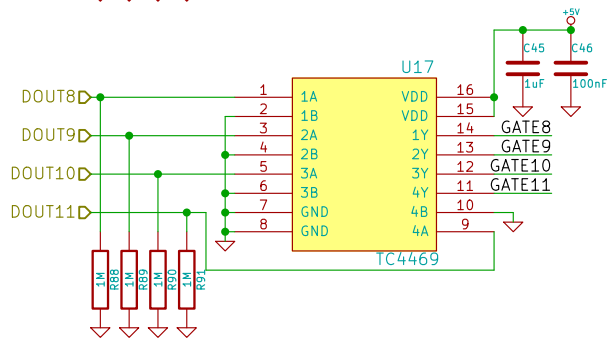 +5V
C45
C46
1uF
100nF
U17
DOUT8 1 1A VDD 16
2 1B VDD 15
DOUT9 3 2A 1Y 14 GATE8
4 2B 2Y 13 GATE9
DOUT10 5 3A 3Y 12 GATE10
6 3B 4Y 11 GATE11
DOUT11 7 GND 4B 10
8 GND 4A 9
TC4469
1M R88
1M R89
1M R90
1M R91